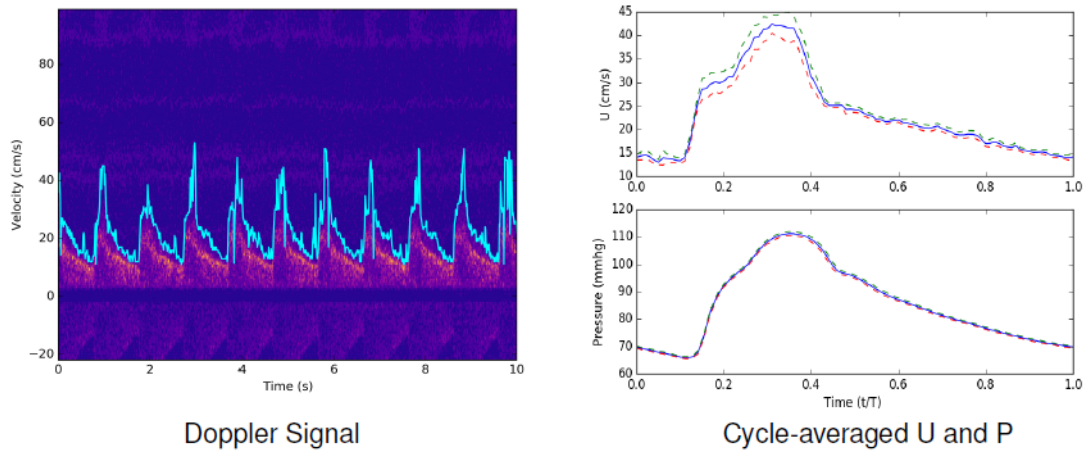 80
60
40
20
0
−20
Velocity (cm/s)
0 2 4 6 8 10
Time (s)
Doppler Signal
45
40
35
30
25
20
15
10
U (cm/s)
0.0 0.2 0.4 0.6 0.8 1.0
120
110
100
90
80
70
60
Pressure (mmhg)
0.0 0.2 0.4 0.6 0.8 1.0
Time (t/T)
Cycle-averaged U and P